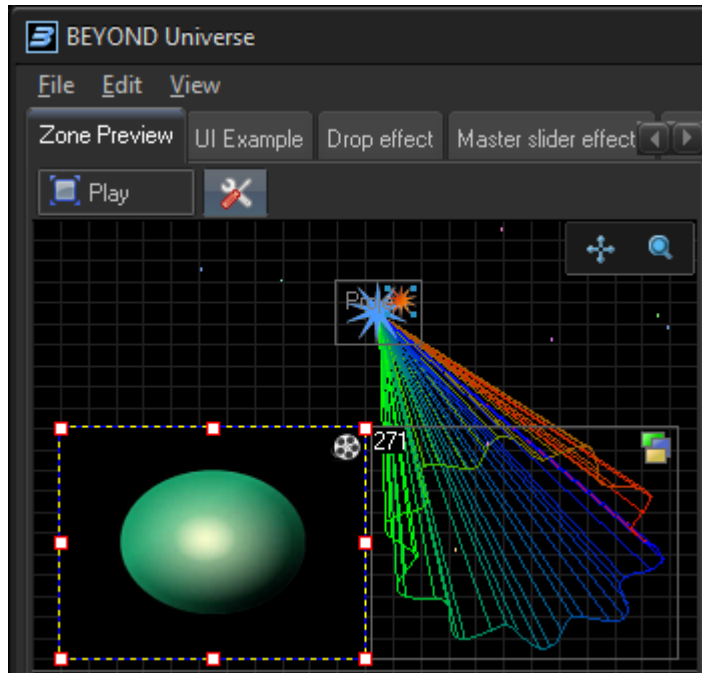 BEYOND Universe
File Edit View
Zone Preview UI Example Drop effect Master slider effect
Play
271